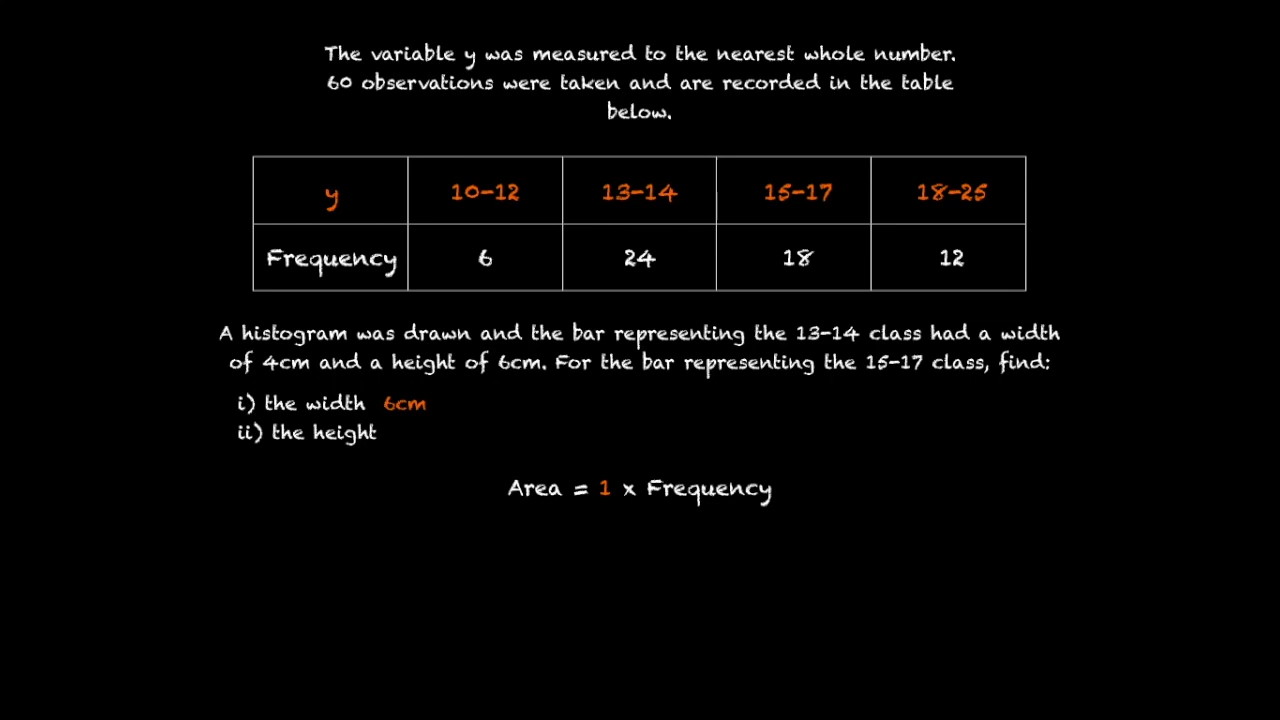 The variable y was measured to the nearest whole number.
60 observations were taken and are recorded in the table
below.
y 10-12 13-14 15-17 18-25
Frequency 6 24 18 12
A histogram was drawn and the bar representing the 13-14 class had a width
of 4cm and a height of 6cm. For the bar representing the 15-17 class, find:
i) the width 6cm
ii) the height
Area = 1 x Frequency